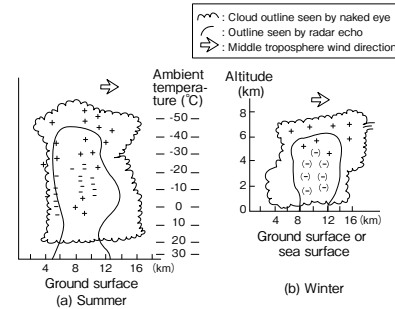 : Cloud outline seen by naked eye
: Outline seen by radar echo
: Middle troposphere wind direction
Ambient
tempera-
ture (℃)
-50
-40
-30
-20
-10
0
10
20
30
4 8 12 16
(km)
Ground surface
(a) Summer
Altitude
(km)
8
6
4
2
0
4 8 12 16 (km)
Ground surface or
sea surface
(b) Winter